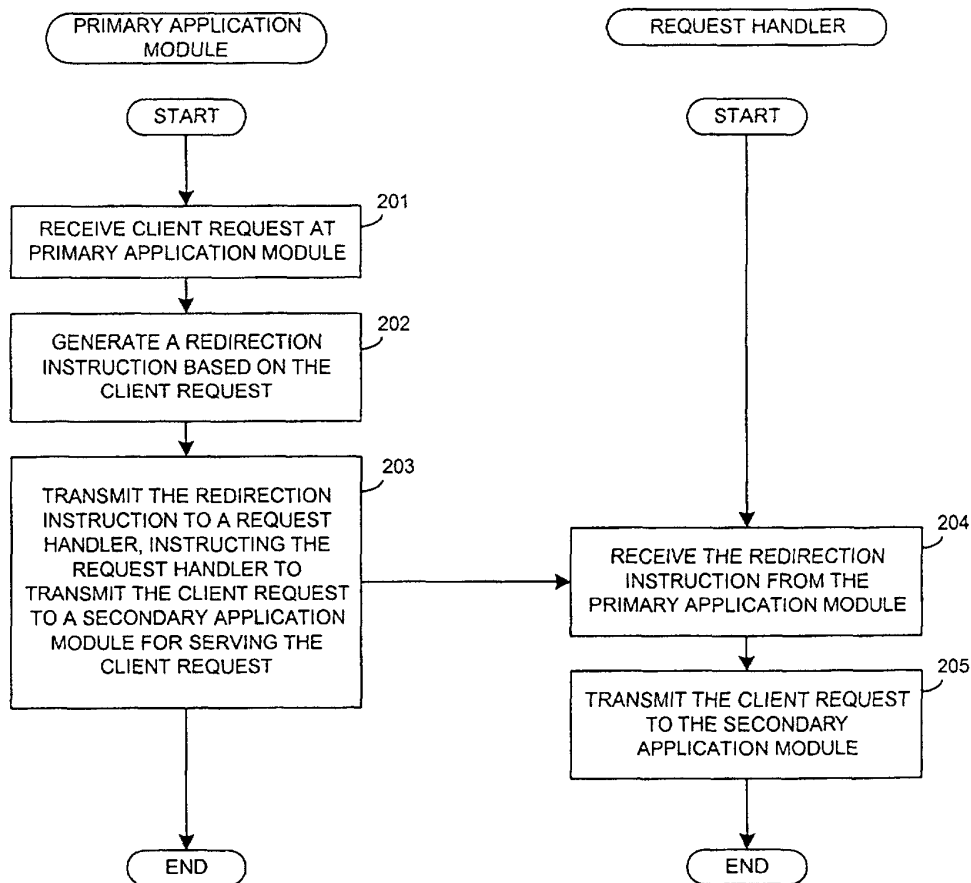 PRIMARY APPLICATION
MODULE
START
201
RECEIVE CLIENT REQUEST AT
PRIMARY APPLICATION MODULE
202
GENERATE A REDIRECTION
INSTRUCTION BASED ON THE
CLIENT REQUEST
203
TRANSMIT THE REDIRECTION
INSTRUCTION TO A REQUEST
HANDLER, INSTRUCTING THE
REQUEST HANDLER TO
TRANSMIT THE CLIENT REQUEST
TO A SECONDARY APPLICATION
MODULE FOR SERVING THE
CLIENT REQUEST
END
REQUEST HANDLER
START
204
RECEIVE THE REDIRECTION
INSTRUCTION FROM THE
PRIMARY APPLICATION MODULE
205
TRANSMIT THE CLIENT REQUEST
TO THE SECONDARY
APPLICATION MODULE
END